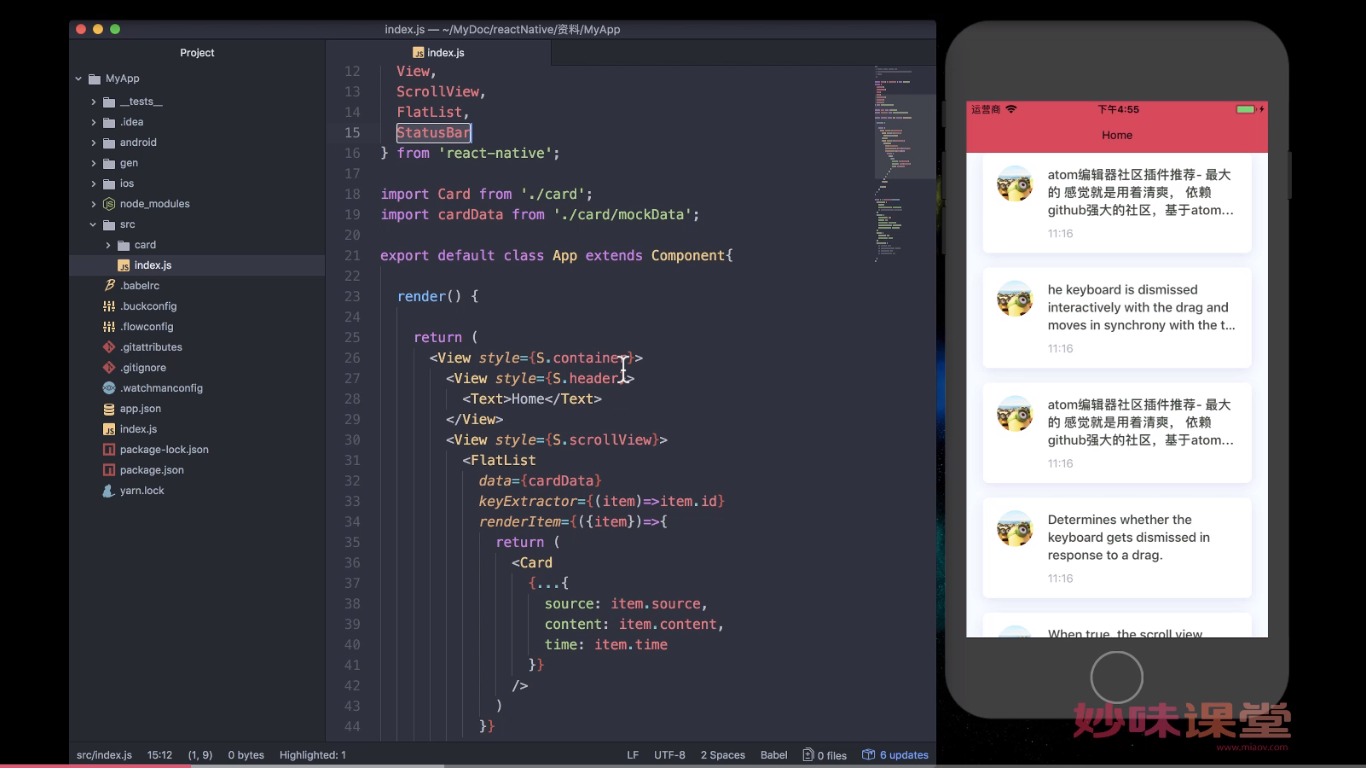 index.js — ~/MyDoc/reactNative/资料/MyApp
Project
index.js
MyApp
__tests__
.idea
android
gen
ios
node_modules
src
card
index.js
.babelrc
.buckconfig
.flowconfig
.gitattributes
.gitignore
.watchmanconfig
app.json
index.js
package-lock.json
package.json
yarn.lock
12 View,
13 ScrollView,
14 FlatList,
15 StatusBar
16 } from 'react-native';
17
18 import Card from './card';
19 import cardData from './card/mockData';
20
21 export default class App extends Component{
22
23 render() {
24
25 return (
26 <View style={S.container}>
27 <View style={S.header}>
28 <Text>Home</Text>
29 </View>
30 <View style={S.scrollView}>
31 <FlatList
32 data={cardData}
33 keyExtractor={(item)=>item.id}
34 renderItem={({item})=>{
35 return (
36 <Card
37 {...{
38 source: item.source,
39 content: item.content,
40 time: item.time
41 }}
42 />
43 )
44 }}
src/index.js 15:12 (1, 9) 0 bytes Highlighted: 1 LF UTF-8 2 Spaces Babel 0 files 6 updates
运营商 下午4:55
Home
atom编辑器社区插件推荐- 最大
的 感觉就是用着清爽， 依赖
github强大的社区，基于atom...
11:16
he keyboard is dismissed
interactively with the drag and
moves in synchrony with the t...
11:16
atom编辑器社区插件推荐- 最大
的 感觉就是用着清爽， 依赖
github强大的社区，基于atom...
11:16
Determines whether the
keyboard gets dismissed in
response to a drag.
11:16
When true, the scroll view
妙味课堂
www.miaov.com